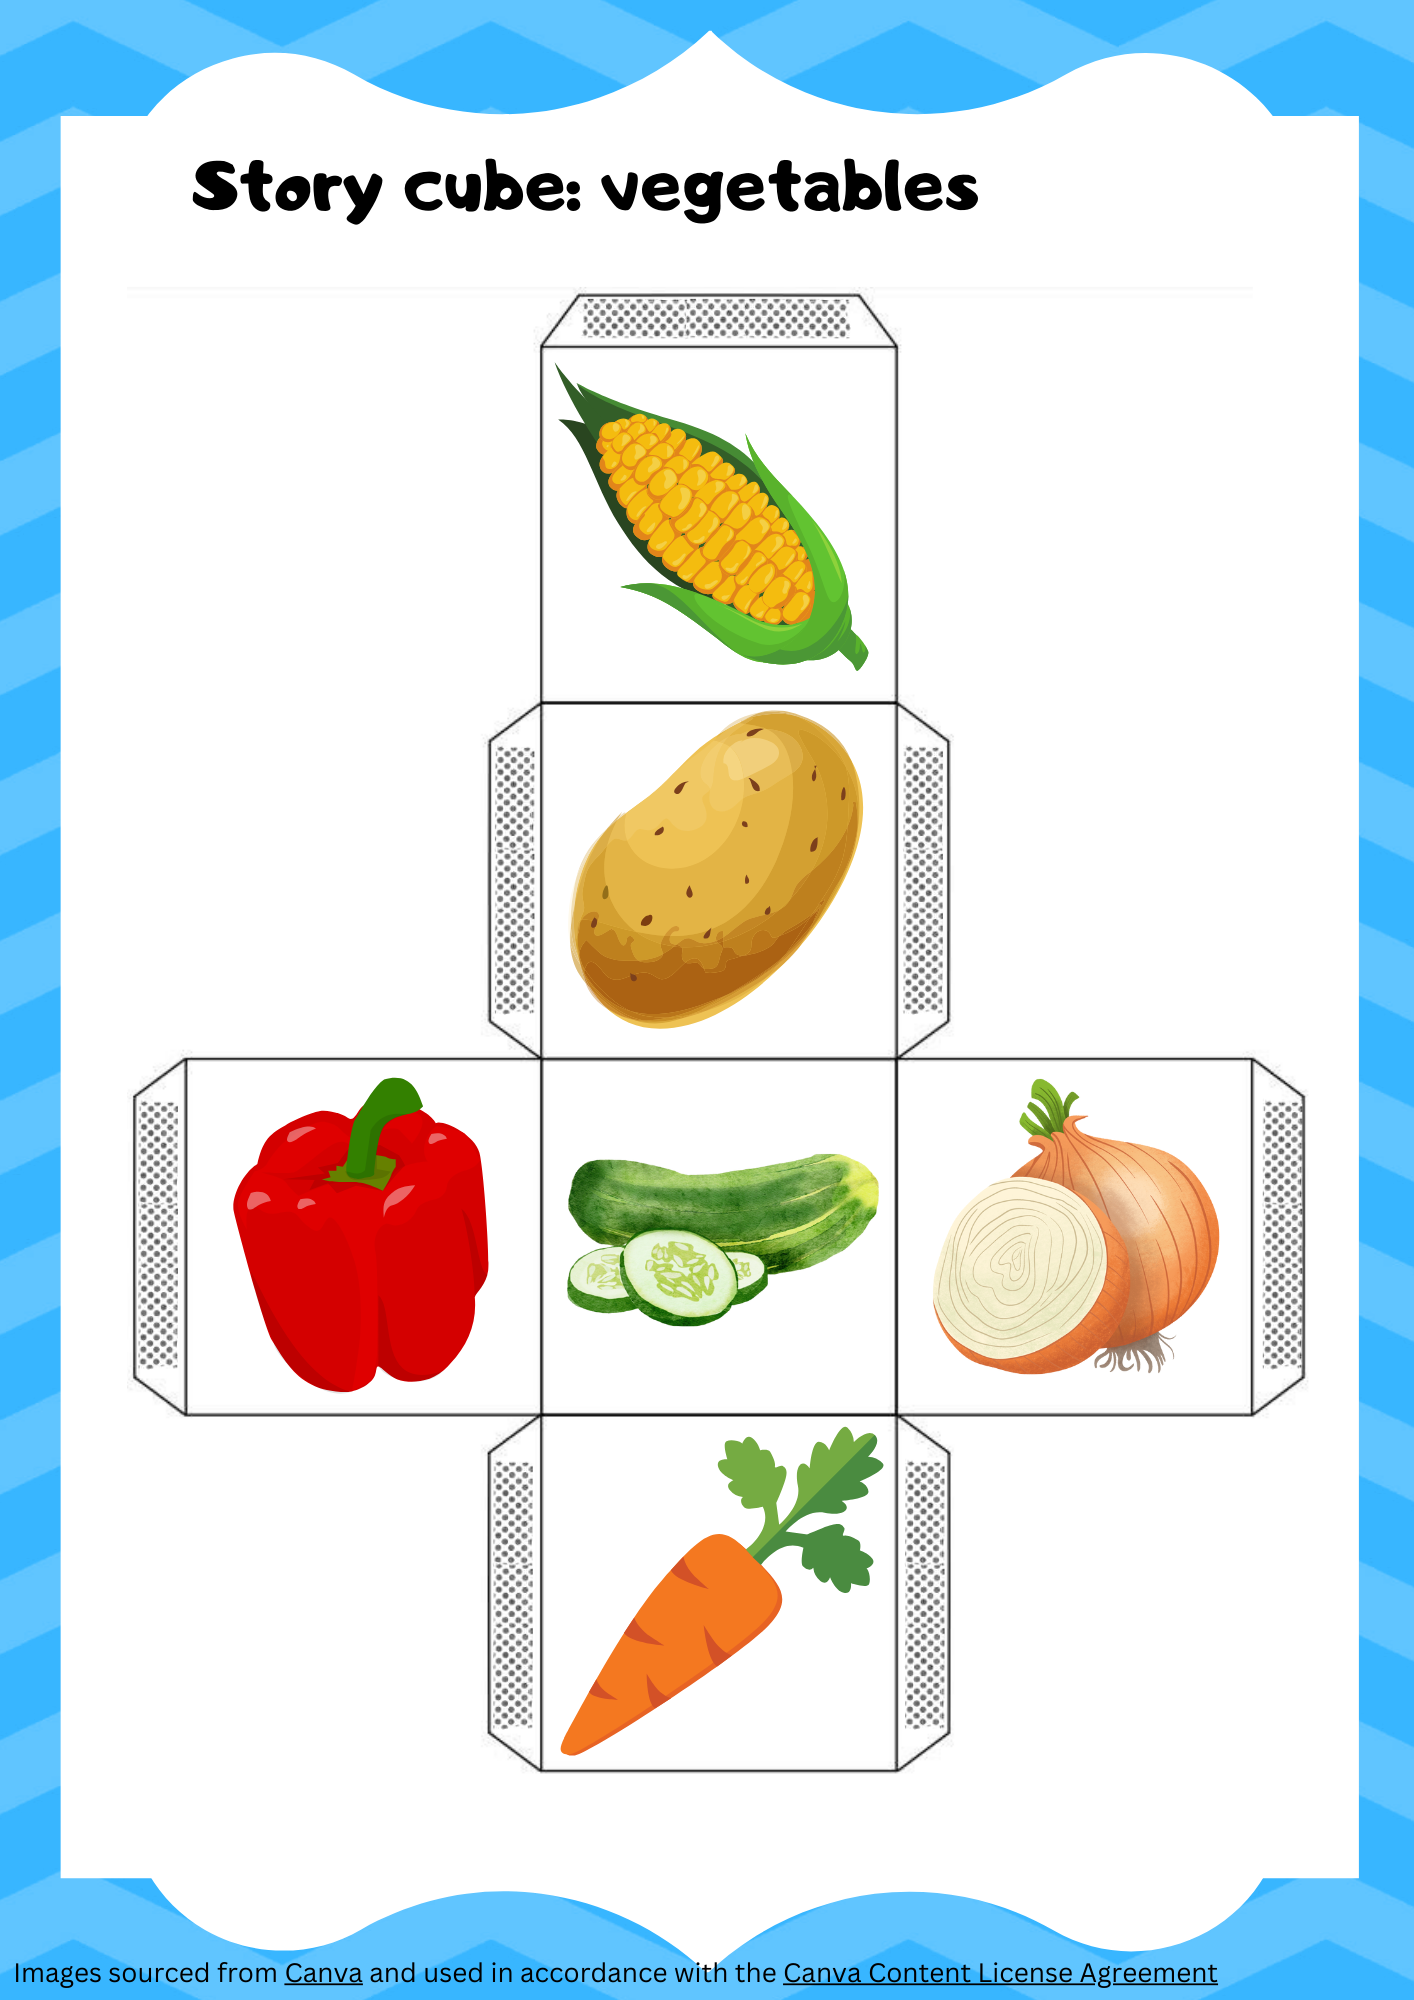 Story cube: vegetables
Images sourced from Canva and used in accordance with the Canva Content License Agreement